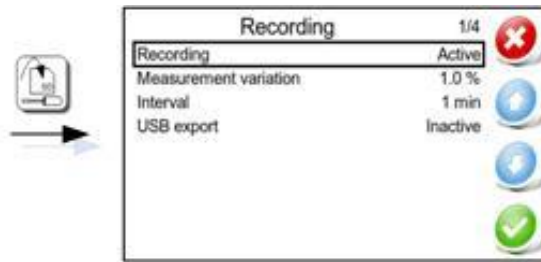 Recording 1/4
Recording Active
Measurement variation 1.0 %
Interval 1 min
USB export Inactive